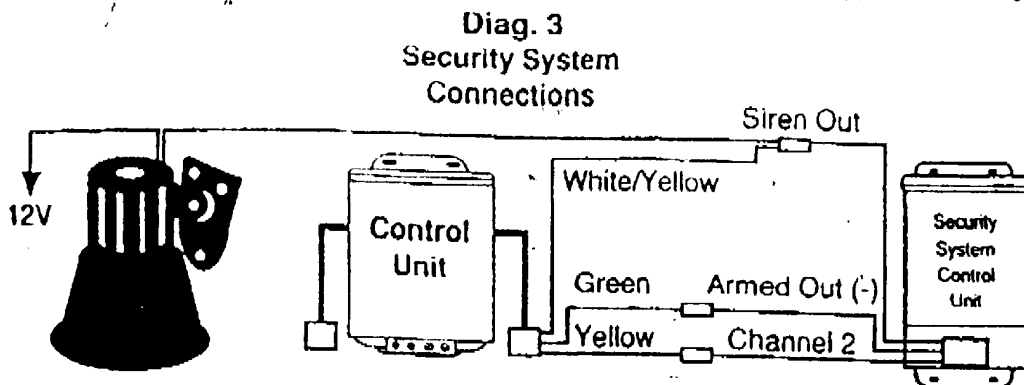 Diag. 3
Security System
Connections
Siren Out
White/Yellow
12V
Control
Unit
Security
System
Control
Unit
Green
Armed Out (-)
Yellow
Channel 2